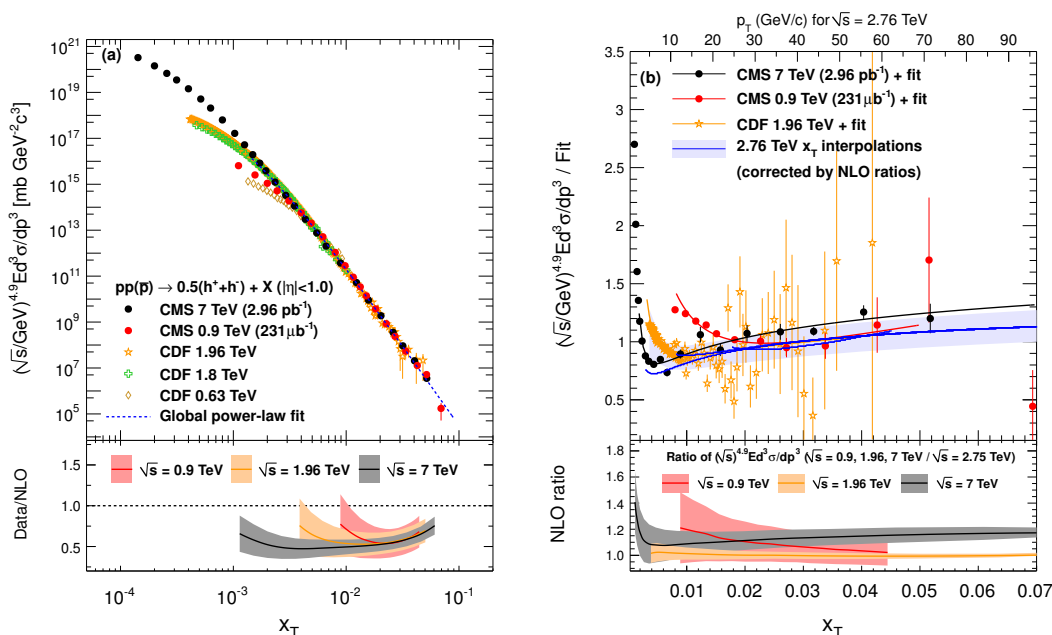 (a)
(√s/GeV)^4.9 Ed^3σ/dp^3 [mb GeV^-2 c^3]
10^21
10^19
10^17
10^15
10^13
10^11
10^9
10^7
10^5
pp(p̅) → 0.5(h^+ + h^-) + X (|η|<1.0)
CMS 7 TeV (2.96 pb^-1)
CMS 0.9 TeV (231μb^-1)
CDF 1.96 TeV
CDF 1.8 TeV
CDF 0.63 TeV
Global power-law fit
Data/NLO
1.5
1.0
0.5
√s = 0.9 TeV
√s = 1.96 TeV
√s = 7 TeV
10^-4
10^-3
10^-2
10^-1
x_T
p_T (GeV/c) for √s = 2.76 TeV
10 20 30 40 50 60 70 80 90
(b)
(√s/GeV)^4.9 Ed^3σ/dp^3 / Fit
3.5
3
2.5
2
1.5
1
0.5
CMS 7 TeV (2.96 pb^-1) + fit
CMS 0.9 TeV (231μb^-1) + fit
CDF 1.96 TeV + fit
2.76 TeV x_T interpolations
(corrected by NLO ratios)
NLO ratio
1.8
1.6
1.4
1.2
1.0
Ratio of (√s)^4.9 Ed^3σ/dp^3 (√s = 0.9, 1.96, 7 TeV / √s = 2.75 TeV)
√s = 0.9 TeV
√s = 1.96 TeV
√s = 7 TeV
0.01 0.02 0.03 0.04 0.05 0.06 0.07
x_T